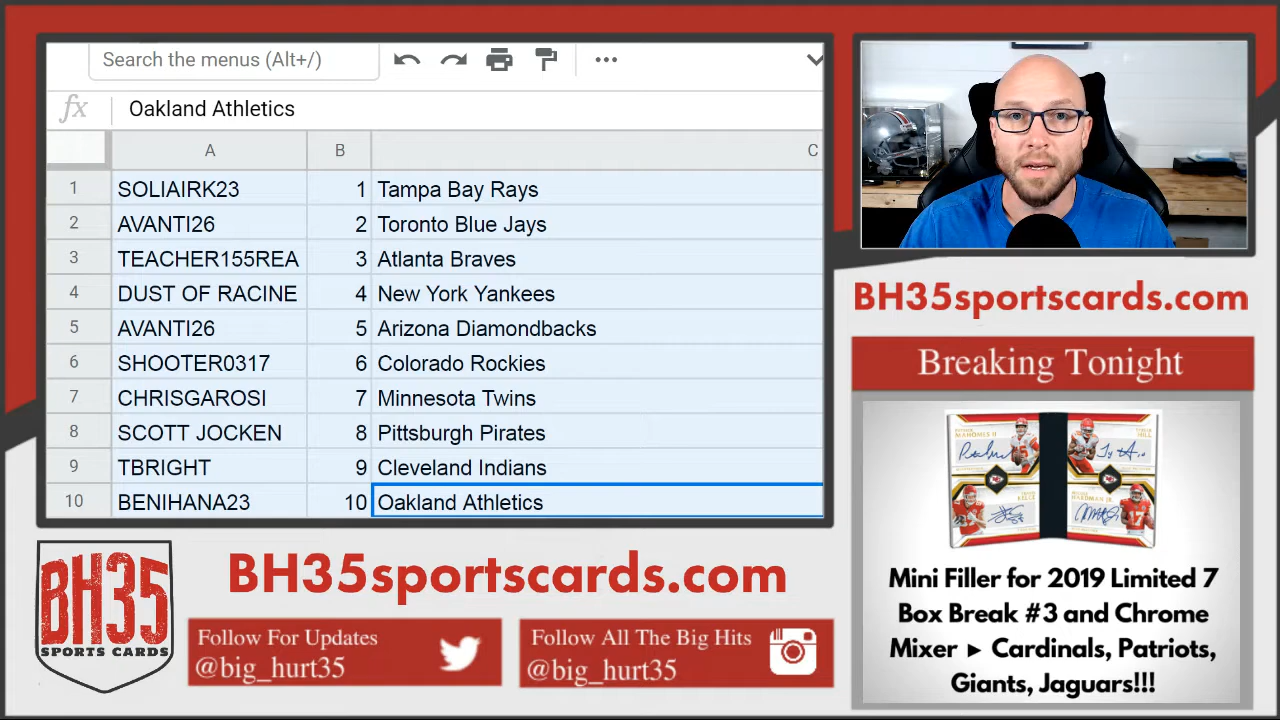 Search the menus (Alt+/)
fx Oakland Athletics
A B C
1 SOLIAIRK23 1 Tampa Bay Rays
2 AVANTI26 2 Toronto Blue Jays
3 TEACHER155REA 3 Atlanta Braves
4 DUST OF RACINE 4 New York Yankees
5 AVANTI26 5 Arizona Diamondbacks
6 SHOOTER0317 6 Colorado Rockies
7 CHRISGAROSI 7 Minnesota Twins
8 SCOTT JOCKEN 8 Pittsburgh Pirates
9 TBRIGHT 9 Cleveland Indians
10 BENIHANA23 10 Oakland Athletics
BH35
SPORTS CARDS
BH35sportscards.com
Follow For Updates
@big_hurt35
Follow All The Big Hits
@big_hurt35
BH35sportscards.com
Breaking Tonight
Mini Filler for 2019 Limited 7
Box Break #3 and Chrome
Mixer ► Cardinals, Patriots,
Giants, Jaguars!!!